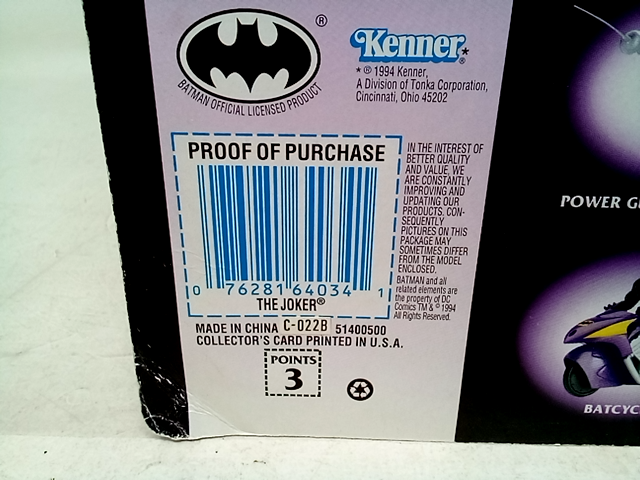 ®
BATMAN OFFICIAL LICENSED PRODUCT
Kenner
* ® 1994 Kenner,
A Division of Tonka Corporation,
Cincinnati, Ohio 45202
PROOF OF PURCHASE
0 76281 64034 1
THE JOKER®
IN THE INTEREST OF
BETTER QUALITY
AND VALUE, WE
ARE CONSTANTLY
IMPROVING AND
UPDATING OUR
PRODUCTS. CON-
SEQUENTLY
PICTURES ON THIS
PACKAGE MAY
SOMETIMES DIFFER
FROM THE MODEL
ENCLOSED.
BATMAN and all
related elements are
the property of DC
Comics TM & © 1994
All Rights Reserved.
MADE IN CHINA C-022B 51400500
COLLECTOR'S CARD PRINTED IN U.S.A.
POINTS
3
POWER
BATCYC